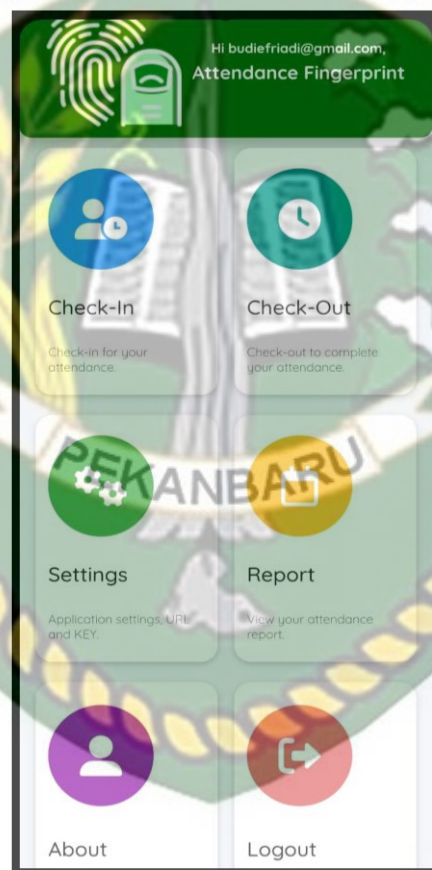 Hi budiefriadi@gmail.com,
Attendance Fingerprint
Check-In
Check-in for your
attendance.
Check-Out
Check-out to complete
your attendance.
PEKANBARU
Settings
Application settings, URL
and KEY.
Report
View your attendance
report.
About
Logout